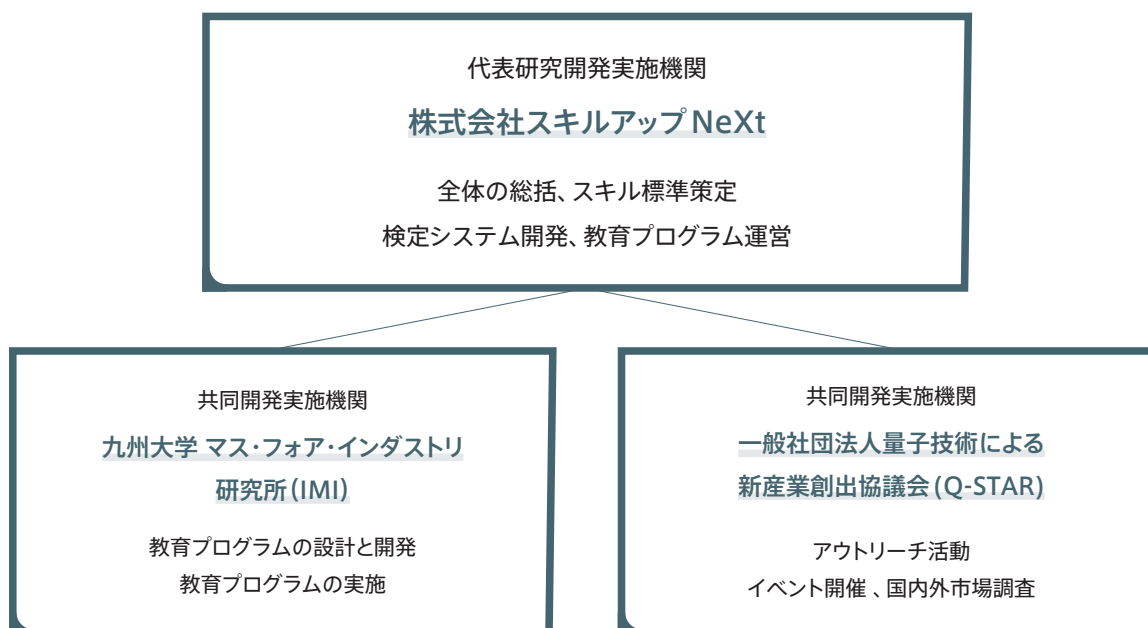 代表研究開発実施機関
株式会社スキルアップNeXt
全体の総括、スキル標準策定
検定システム開発、教育プログラム運営
共同開発実施機関
九州大学 マス・フォア・インダストリ
研究所(IMI)
教育プログラムの設計と開発
教育プログラムの実施
共同開発実施機関
一般社団法人量子技術による
新産業創出協議会(Q-STAR)
アウトリーチ活動
イベント開催 、国内外市場調査